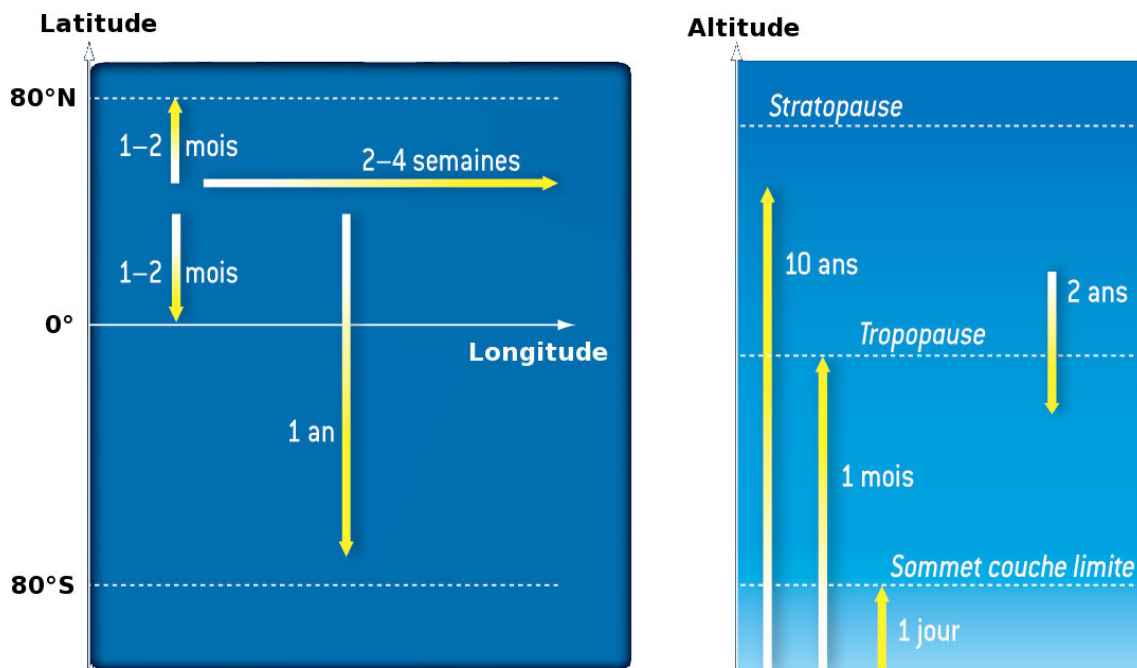 Latitude
80°N
1–2 mois
2–4 semaines
1–2 mois
0°
Longitude
1 an
80°S
Altitude
Stratopause
10 ans
2 ans
Tropopause
1 mois
Sommet couche limite
1 jour